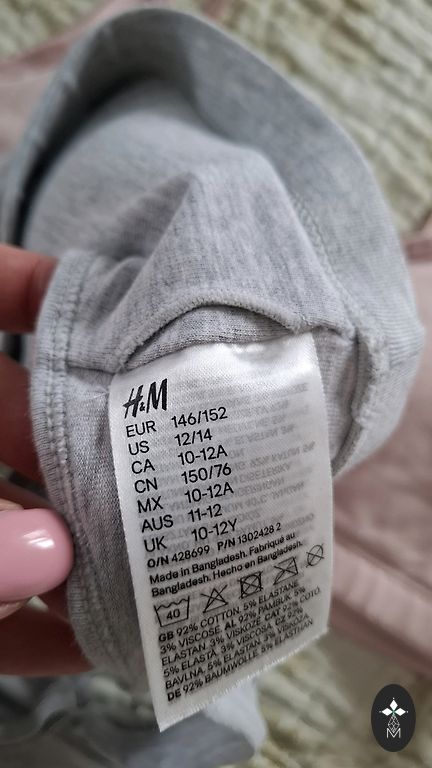 H&M
EUR 146/152
US 12/14
CA 10-12A
CN 150/76
MX 10-12A
AUS 11-12
UK 10-12Y
O/N 428699 P/N 1302428 2
Made in Bangladesh. Fabriqué au
Bangladesh. Hecho en Bangladesh.
40
GB 92% COTTON, 5% ELASTANE
3% VISCOSE. AL 92% PAMBUK, 5%
ELASTAN, 3% VISKOZË. CAT 92% COTÓ,
5% ELASTÀ, 3% VISCOSA. CZ 92%
BAVLNA, 5% ELASTAN, 3% VISKÓZA
DE 92% BAUMWOLLE, 5% ELASTHAN
M